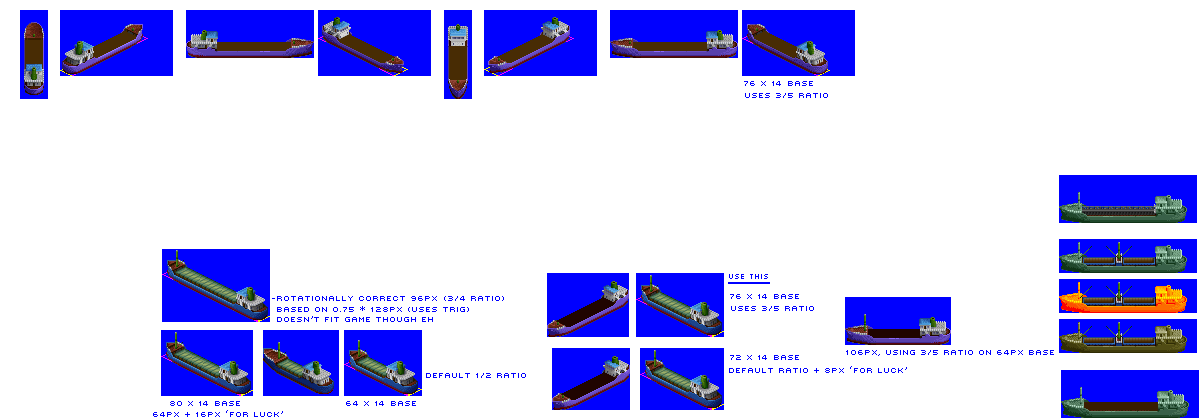 76 X 14 BASE
USES 3/5 RATIO
-ROTATIONALLY CORRECT 96PX (3/4 RATIO)
BASED ON 0.75 * 128PX (USES TRIG)
DOESN'T FIT GAME THOUGH EH
USE THIS
76 X 14 BASE
USES 3/5 RATIO
106PX, USING 3/5 RATIO ON 64PX BASE
72 X 14 BASE
DEFAULT RATIO + 8PX 'FOR LUCK'
DEFAULT 1/2 RATIO
80 X 14 BASE
64PX + 16PX 'FOR LUCK'
64 X 14 BASE